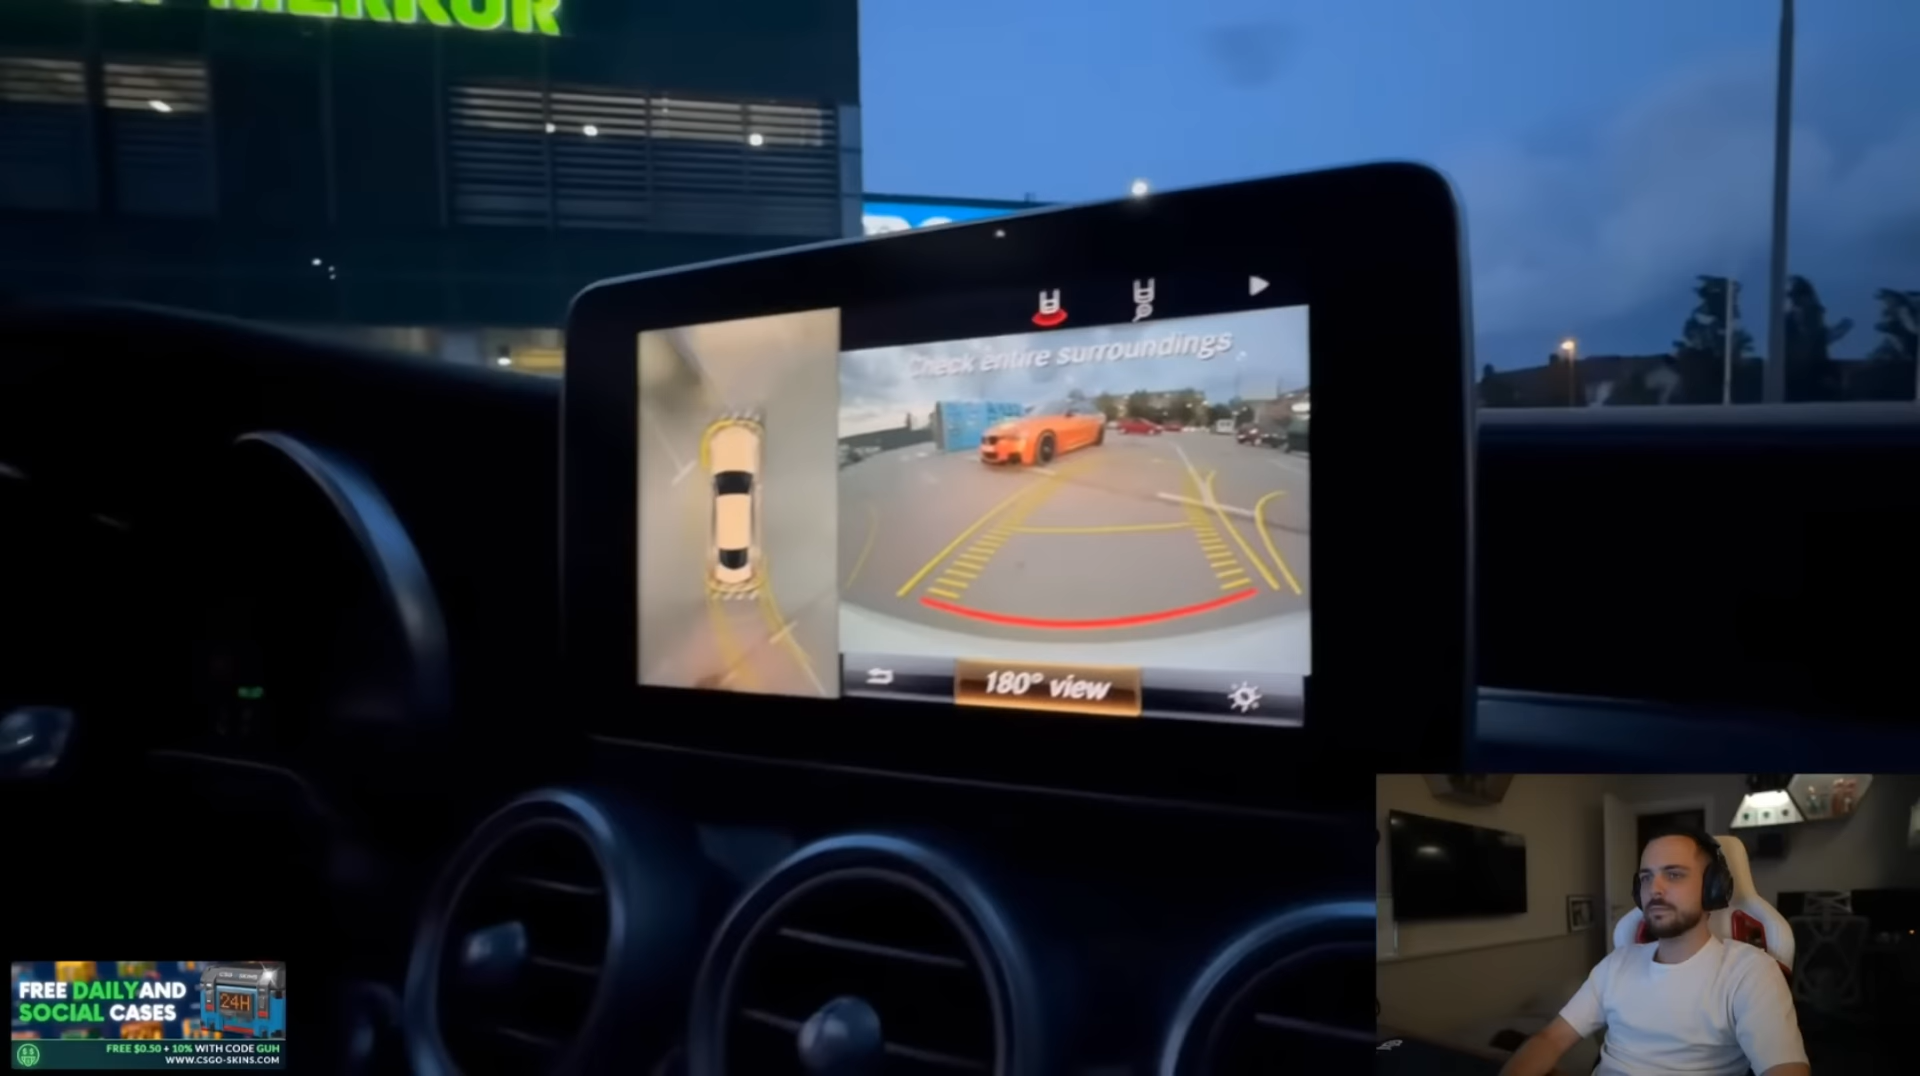 MERKUR
Check entire surroundings
180° view
FREE DAILY AND
SOCIAL CASES
24H
FREE $0.50 + 10% WITH CODE GUH
WWW.CSGO-SKINS.COM